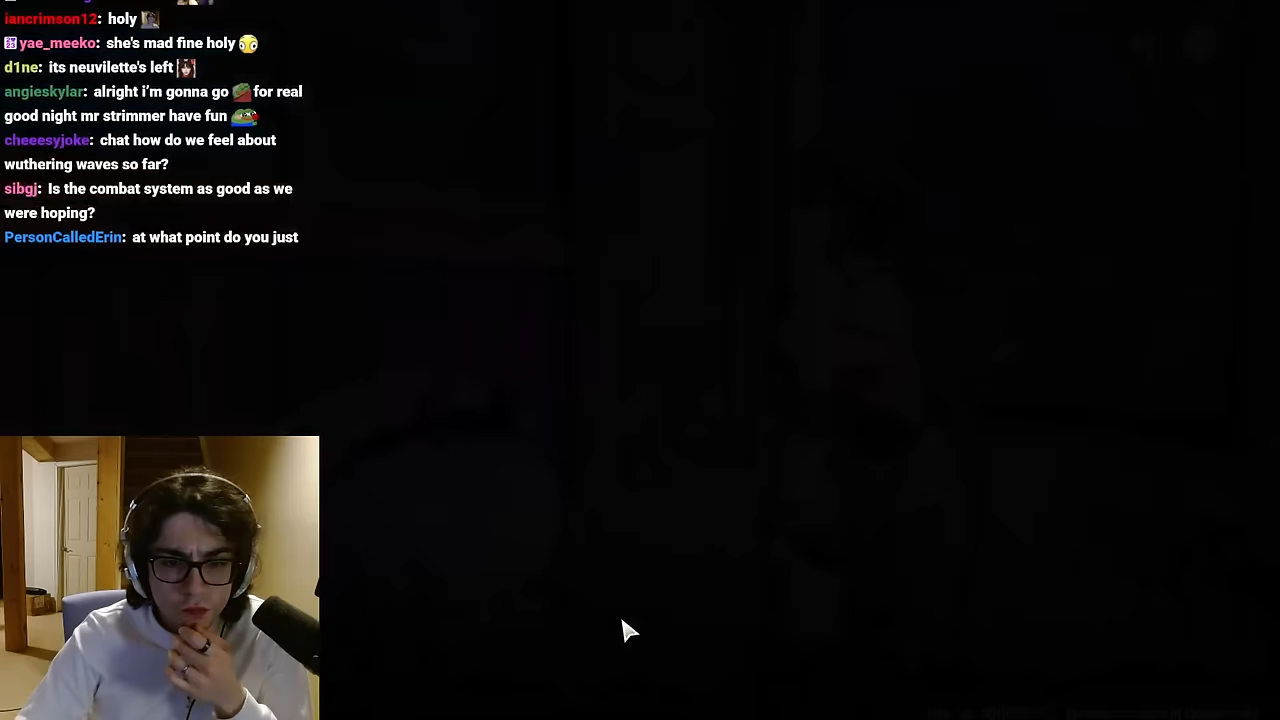 iancrimson12: holy
yae_meeko: she's mad fine holy
d1ne: its neuvilette's left
angieskylar: alright i'm gonna go for real
good night mr strimmer have fun
cheeesyjoke: chat how do we feel about
wuthering waves so far?
sibgj: Is the combat system as good as we
were hoping?
PersonCalledErin: at what point do you just